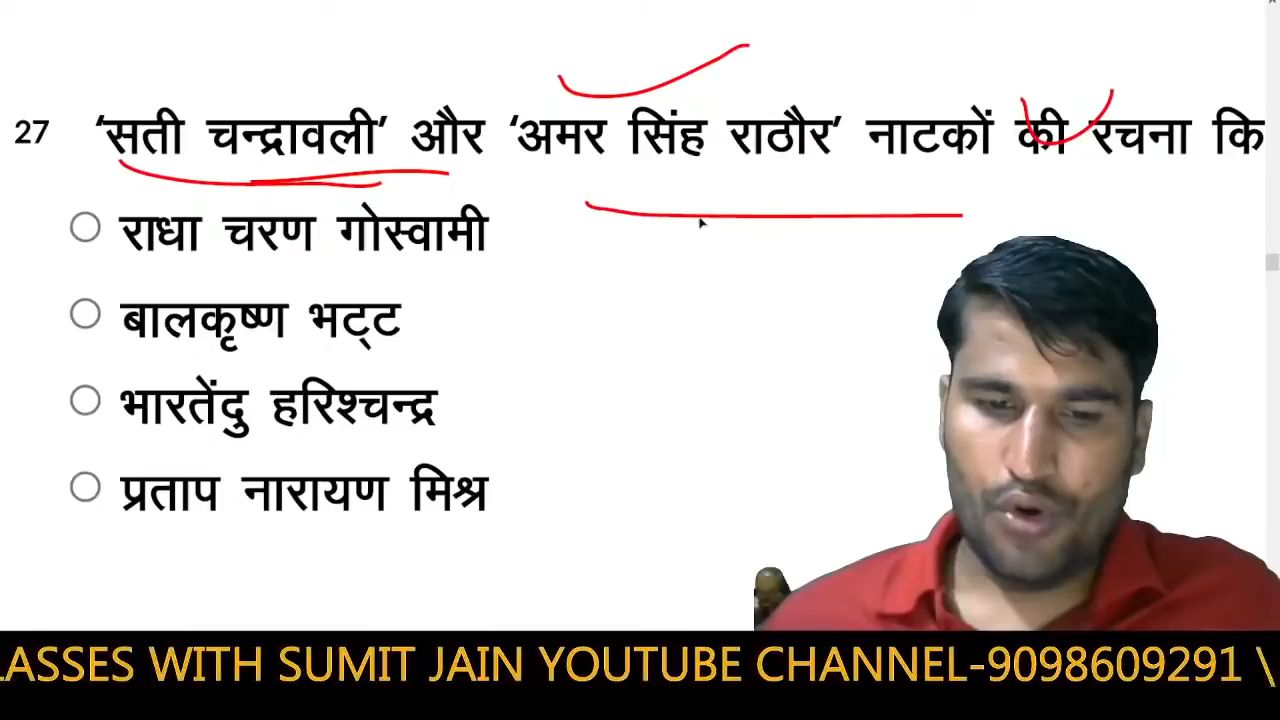 27 ‘सती चन्द्रावली’ और ‘अमर सिंह राठौर’ नाटकों की रचना कि
राधा चरण गोस्वामी
बालकृष्ण भट्ट
भारतेंदु हरिश्चन्द्र
प्रताप नारायण मिश्र
LASSES WITH SUMIT JAIN YOUTUBE CHANNEL-9098609291 \